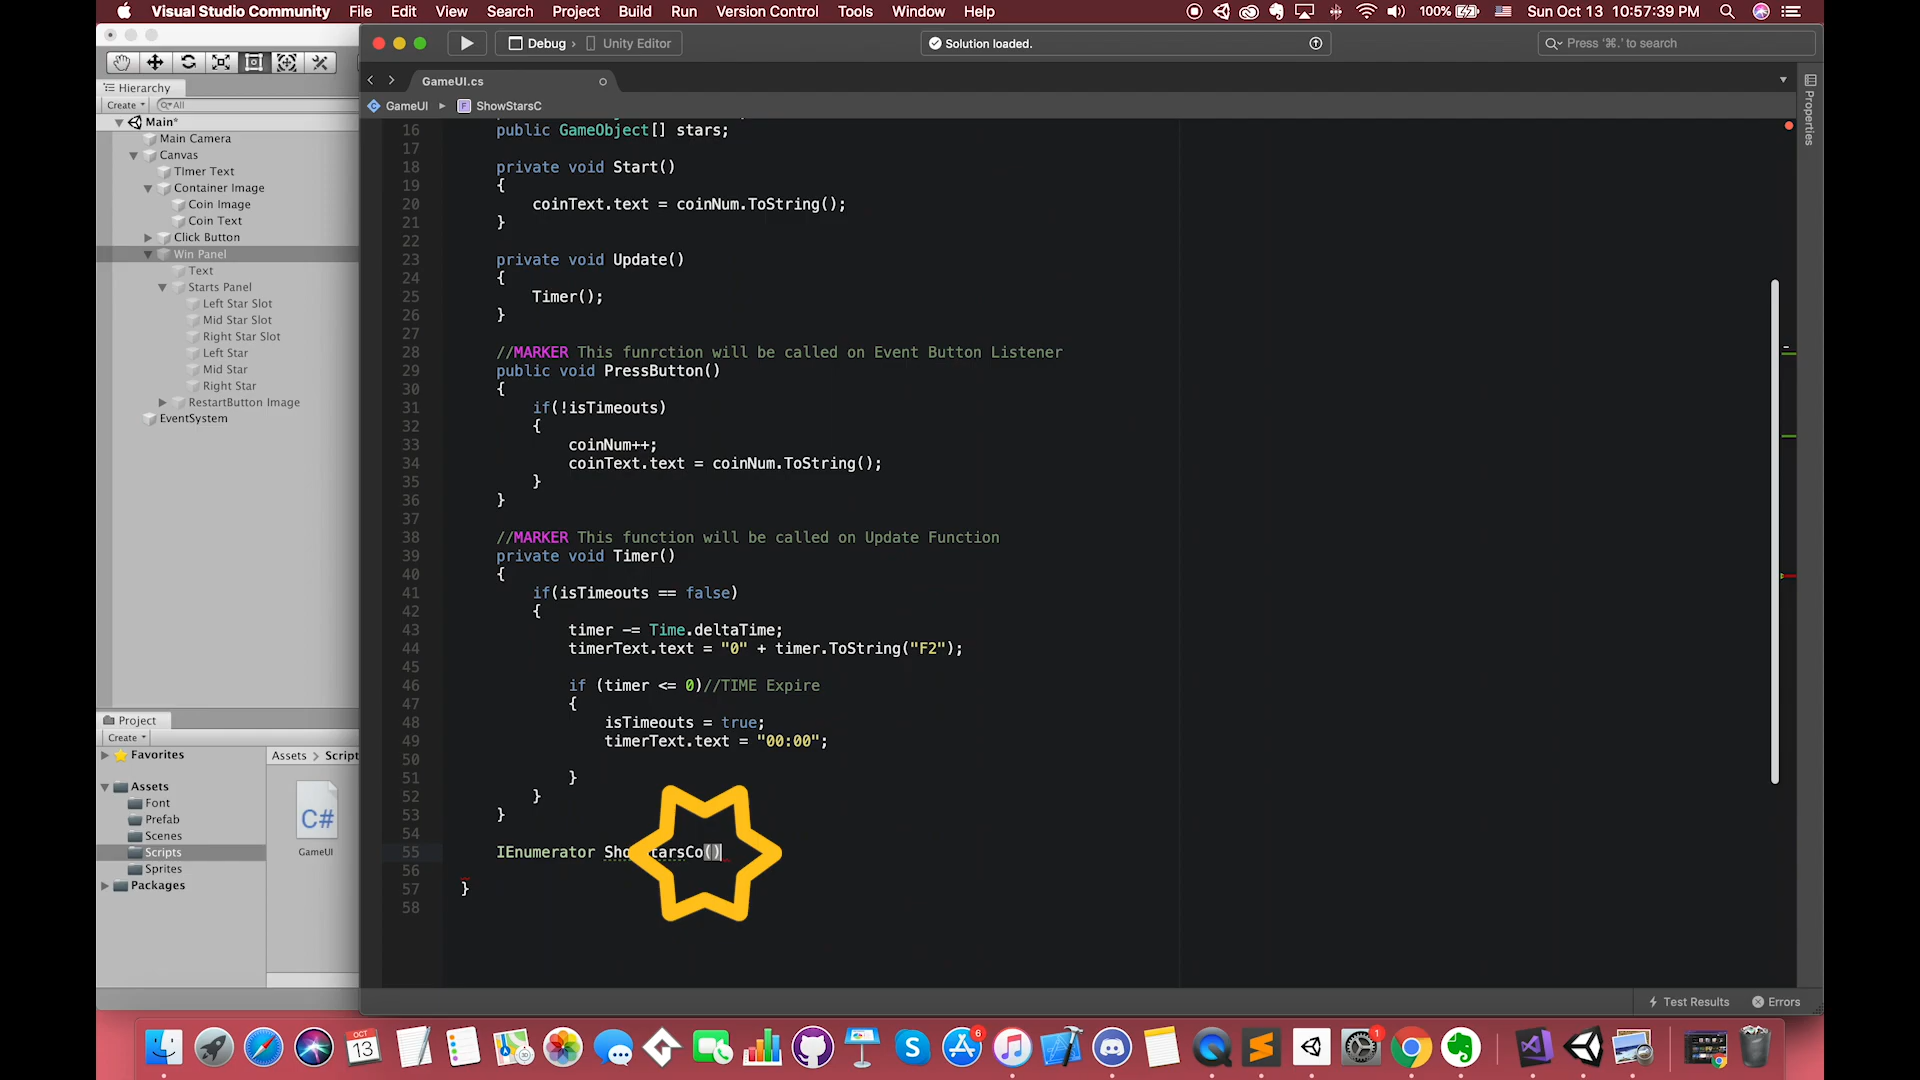 Visual Studio Community File Edit View Search Project Build Run Version Control Tools Window Help 100% Sun Oct 13 10:57:39 PM
Debug › Unity Editor Solution loaded. Press '⌘.' to search
Hierarchy
Create All
Main*
Main Camera
Canvas
TImer Text
Container Image
Coin Image
Coin Text
Click Button
Win Panel
Text
Starts Panel
Left Star Slot
Mid Star Slot
Right Star Slot
Left Star
Mid Star
Right Star
RestartButton Image
EventSystem
Project
Create
Favorites
Assets
Font
Prefab
Scenes
Scripts
Sprites
Packages
Assets > Script
C#
GameUI
GameUI.cs
GameUI ShowStarsC
Properties
16 public GameObject[] stars;
17
18 private void Start()
19 {
20 coinText.text = coinNum.ToString();
21 }
22
23 private void Update()
24 {
25 Timer();
26 }
27
28 //MARKER This funrction will be called on Event Button Listener
29 public void PressButton()
30 {
31 if(!isTimeouts)
32 {
33 coinNum++;
34 coinText.text = coinNum.ToString();
35 }
36 }
37
38 //MARKER This function will be called on Update Function
39 private void Timer()
40 {
41 if(isTimeouts == false)
42 {
43 timer -= Time.deltaTime;
44 timerText.text = "0" + timer.ToString("F2");
45
46 if (timer <= 0)//TIME Expire
47 {
48 isTimeouts = true;
49 timerText.text = "00:00";
50
51 }
52 }
53 }
54
55 IEnumerator ShowStarsCo()
56
57 }
58
Test Results Errors
OCT
13
6
1